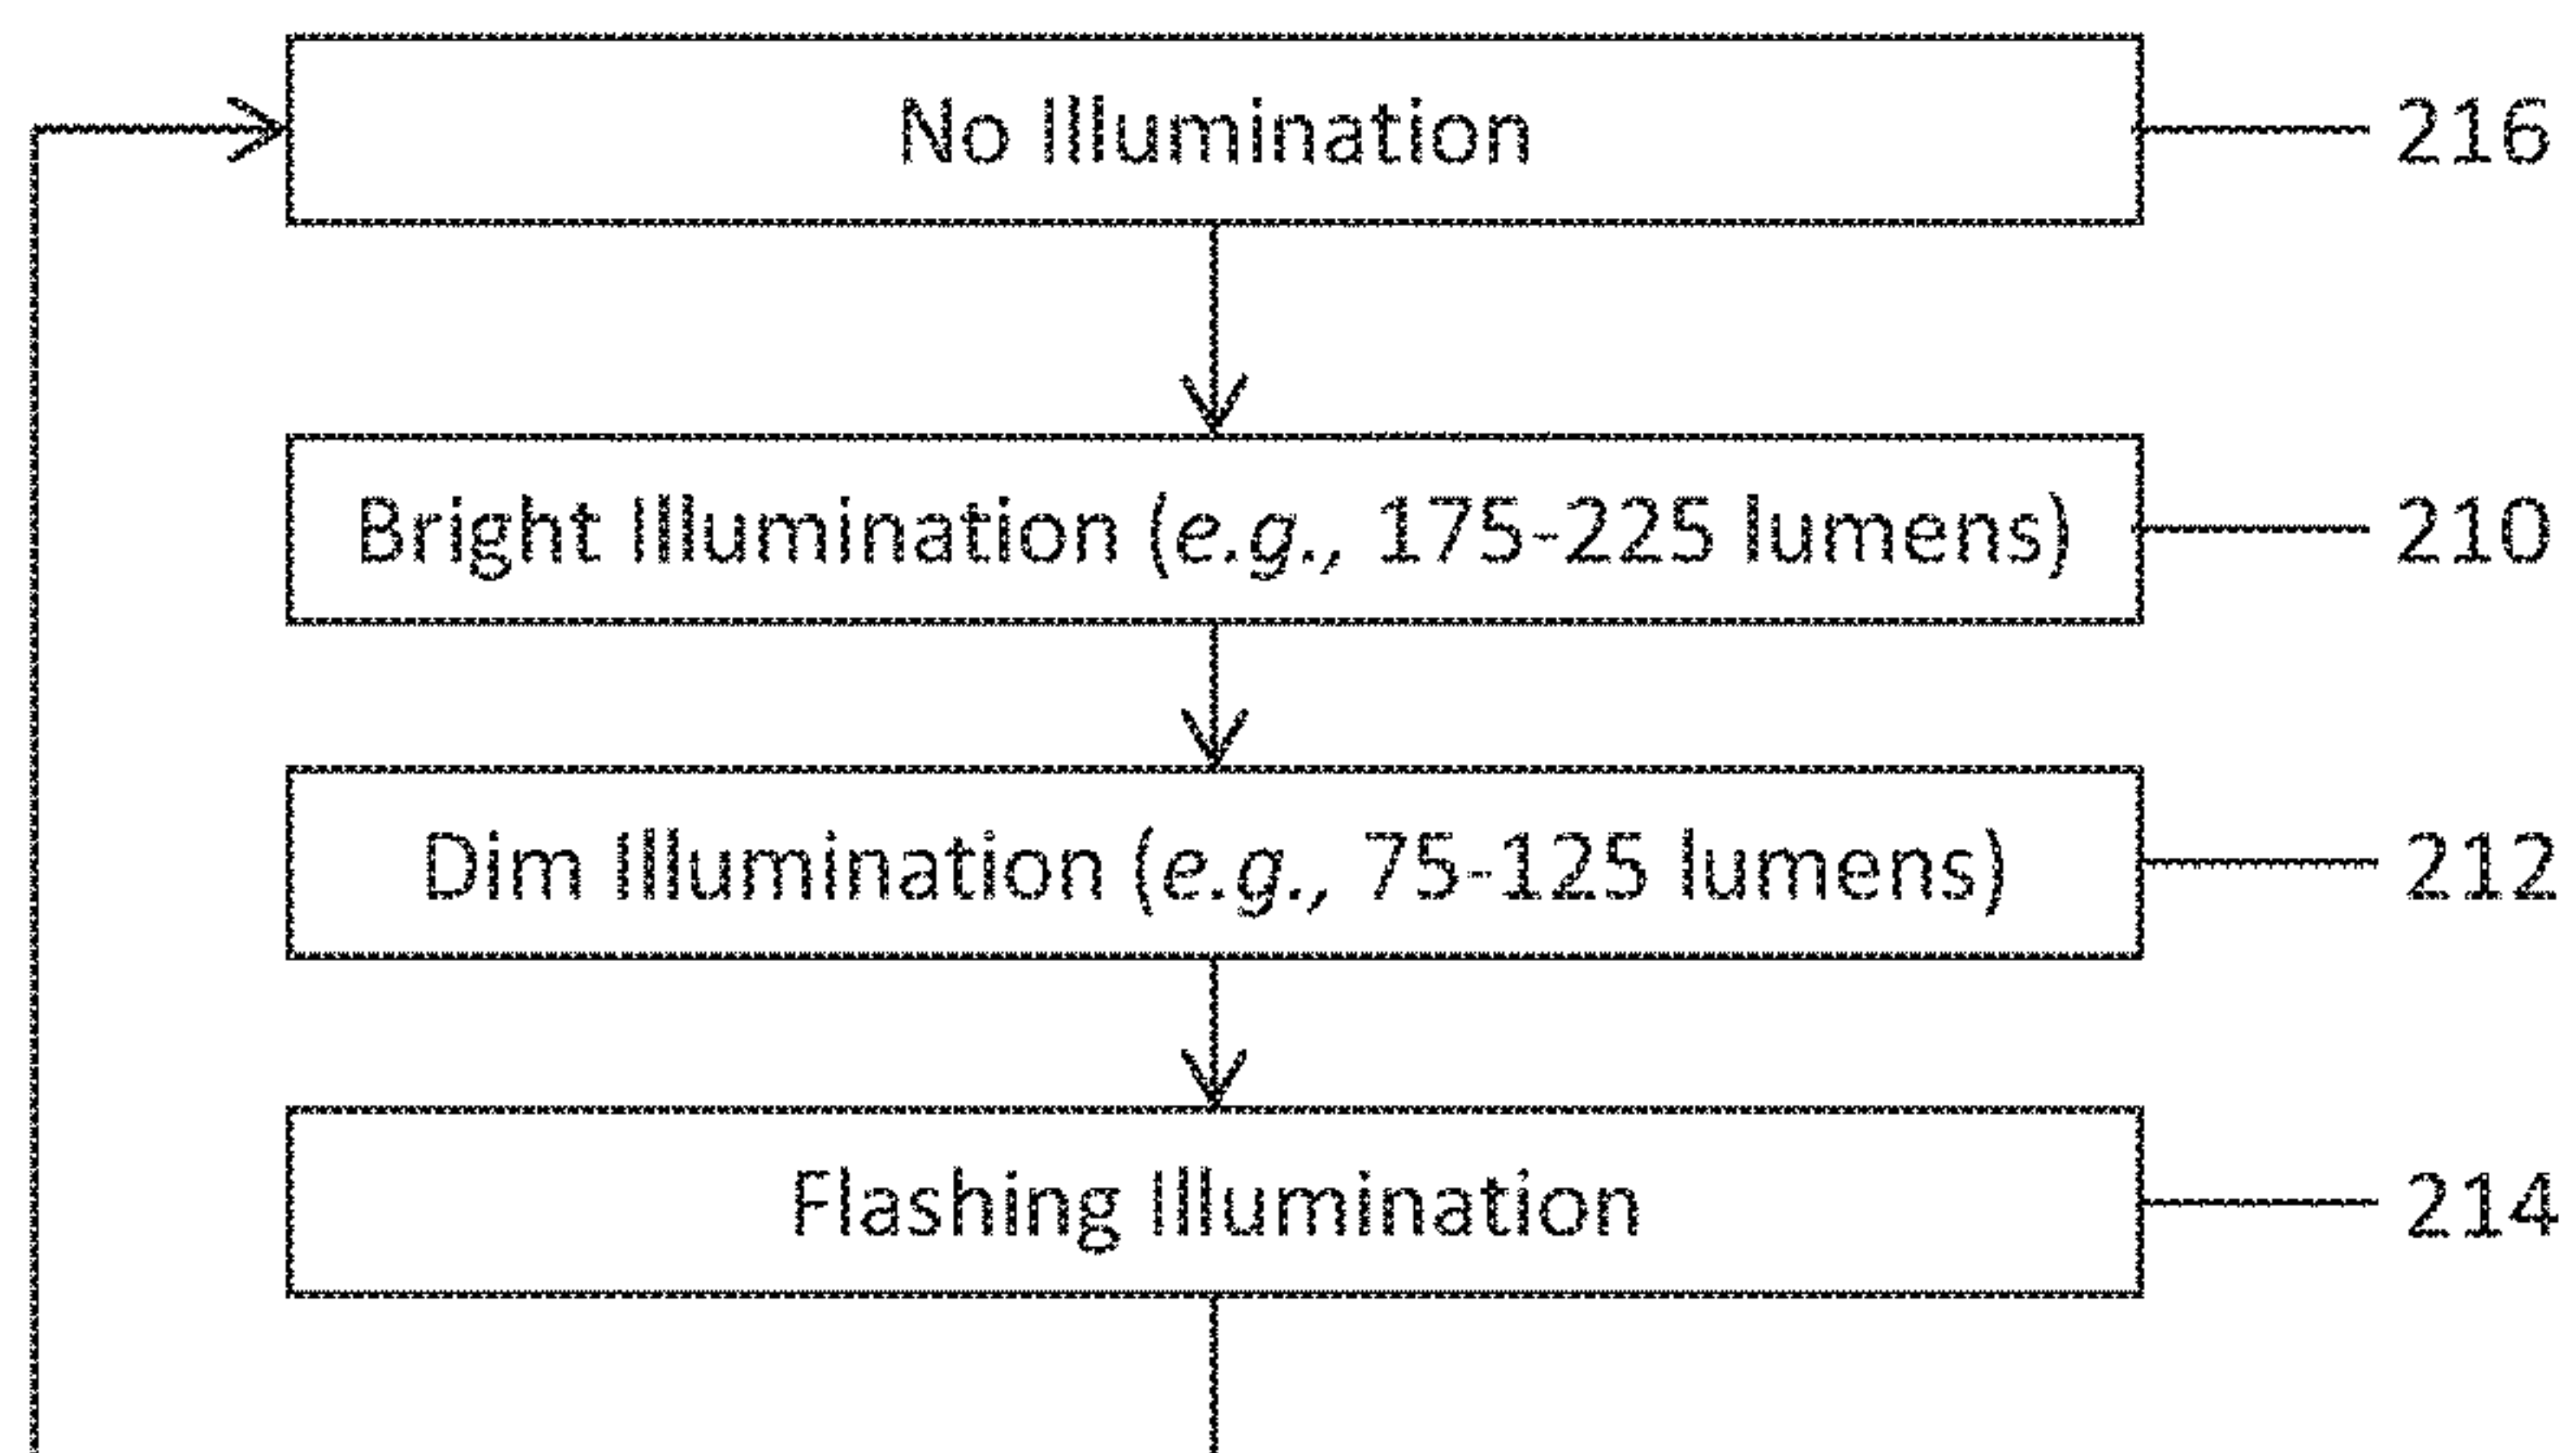 No Illumination
216
Bright Illumination (e.g., 175-225 lumens)
210
Dim Illumination (e.g., 75-125 lumens)
212
Flashing Illumination
214